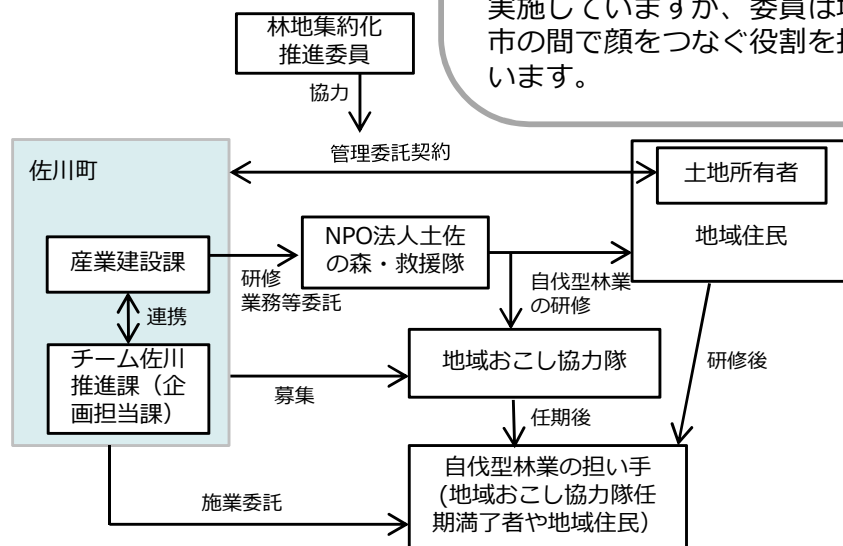 実施していますが、委員は
市の間で顔をつなぐ役割を
います。
林地集約化
推進委員
協力
管理委託契約
佐川町
土地所有者
地域住民
産業建設課
研修
業務等委託
NPO法人土佐
の森・救援隊
自伐型林業
の研修
連携
チーム佐川
推進課（企
画担当課）
募集
地域おこし協力隊
研修後
任期後
施業委託
自伐型林業の担い手
(地域おこし協力隊任
期満了者や地域住民）